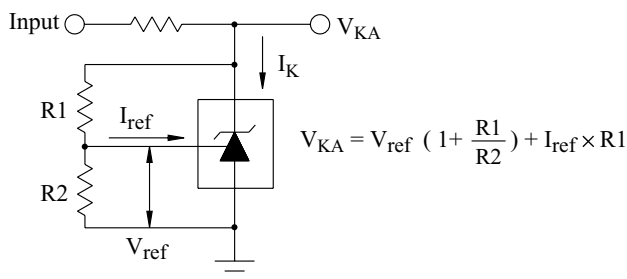 Input
V_KA
I_K
R1
I_ref
V_KA = V_ref ( 1+ R1/R2 ) + I_ref × R1
R2
V_ref